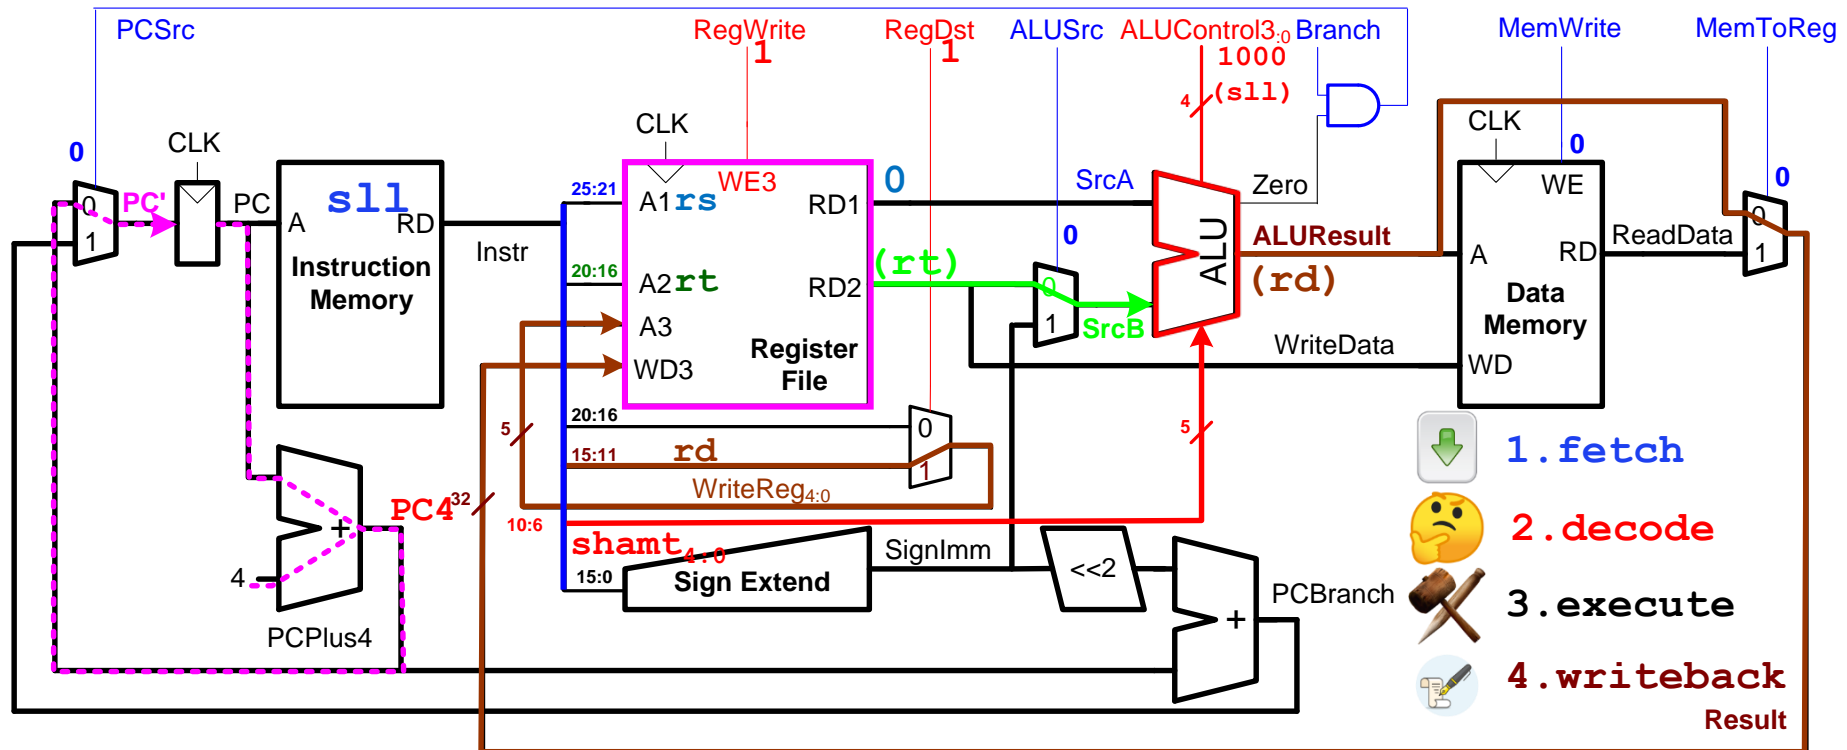 PCSrc
RegWrite
1
RegDst
1
ALUSrc
ALUControl3:0
1000
(sll)
4
Branch
MemWrite
MemToReg
0
CLK
CLK
CLK
0
0
PC'
0
1
PC
sll
A
RD
Instruction
Memory
Instr
25:21
A1 rs
WE3
RD1
0
SrcA
Zero
WE
20:16
A2 rt
RD2
(rt)
0
0
1
SrcB
ALU
ALUResult
(rd)
A
RD
ReadData
0
1
Data
Memory
A3
WD3
Register
File
WriteData
WD
20:16
0
1
5
15:11
rd
WriteReg4:0
5
1.fetch
PC4
32
10:6
shamt4:0
2.decode
+
4
PCPlus4
15:0
Sign Extend
SignImm
<<2
+
PCBranch
3.execute
4.writeback
Result